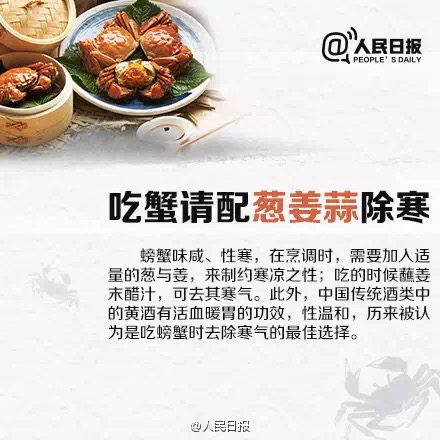 @人民日报
PEOPLE'S DAILY
吃蟹请配葱姜蒜除寒
螃蟹味咸、性寒，在烹调时，需要加入适
量的葱与姜，来制约寒凉之性；吃的时候蘸姜
末醋汁，可去其寒气。此外，中国传统酒类中
的黄酒有活血暖胃的功效，性温和，历来被认
为是吃螃蟹时去除寒气的最佳选择。
@人民日报